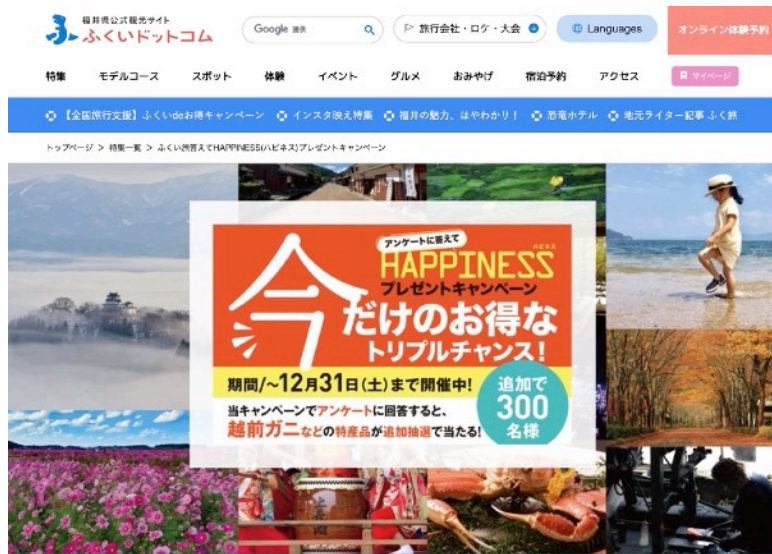 福井県公式観光サイト
ふくいドットコム
Google
旅行会社・ロケ・大会
Languages
オンライン体験予約
特集
モデルコース
スポット
体験
イベント
グルメ
おみやげ
宿泊予約
アクセス
マイページ
【全国旅行支援】ふくいdeお得キャンペーン
インスタ映え特集
福井の魅力、はやわかり！
恐竜ホテル
地元ライター記事 ふく旅
トップページ > 特集一覧 > ふくい旅答えてHAPPINESS(ハピネス)プレゼントキャンペーン
アンケートに答えて
ハピネス
HAPPINESS
プレゼントキャンペーン
今だけのお得な
トリプルチャンス！
期間/~12月31日(土)まで開催中!
当キャンペーンでアンケートに回答すると、
越前ガニなどの特産品が追加抽選で当たる!
追加で
300
名様